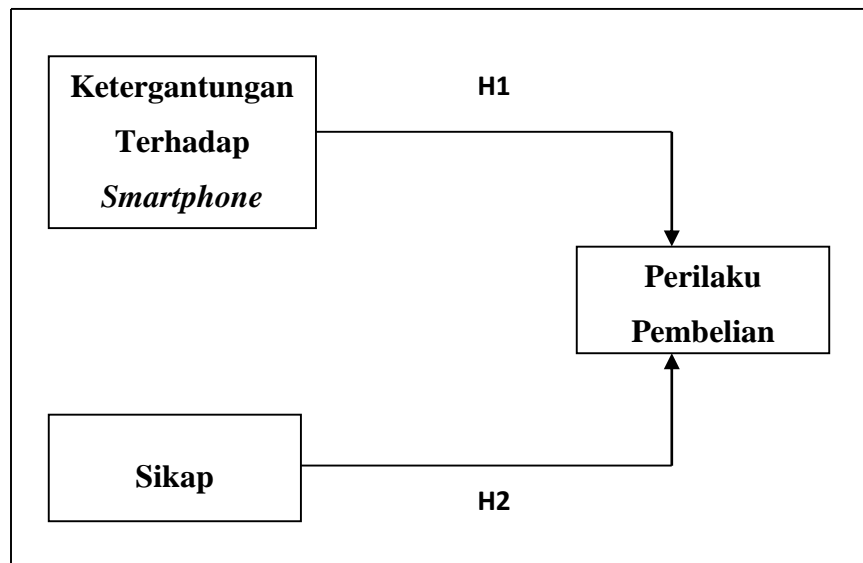 Ketergantungan
Terhadap
Smartphone
H1
Perilaku
Pembelian
Sikap
H2